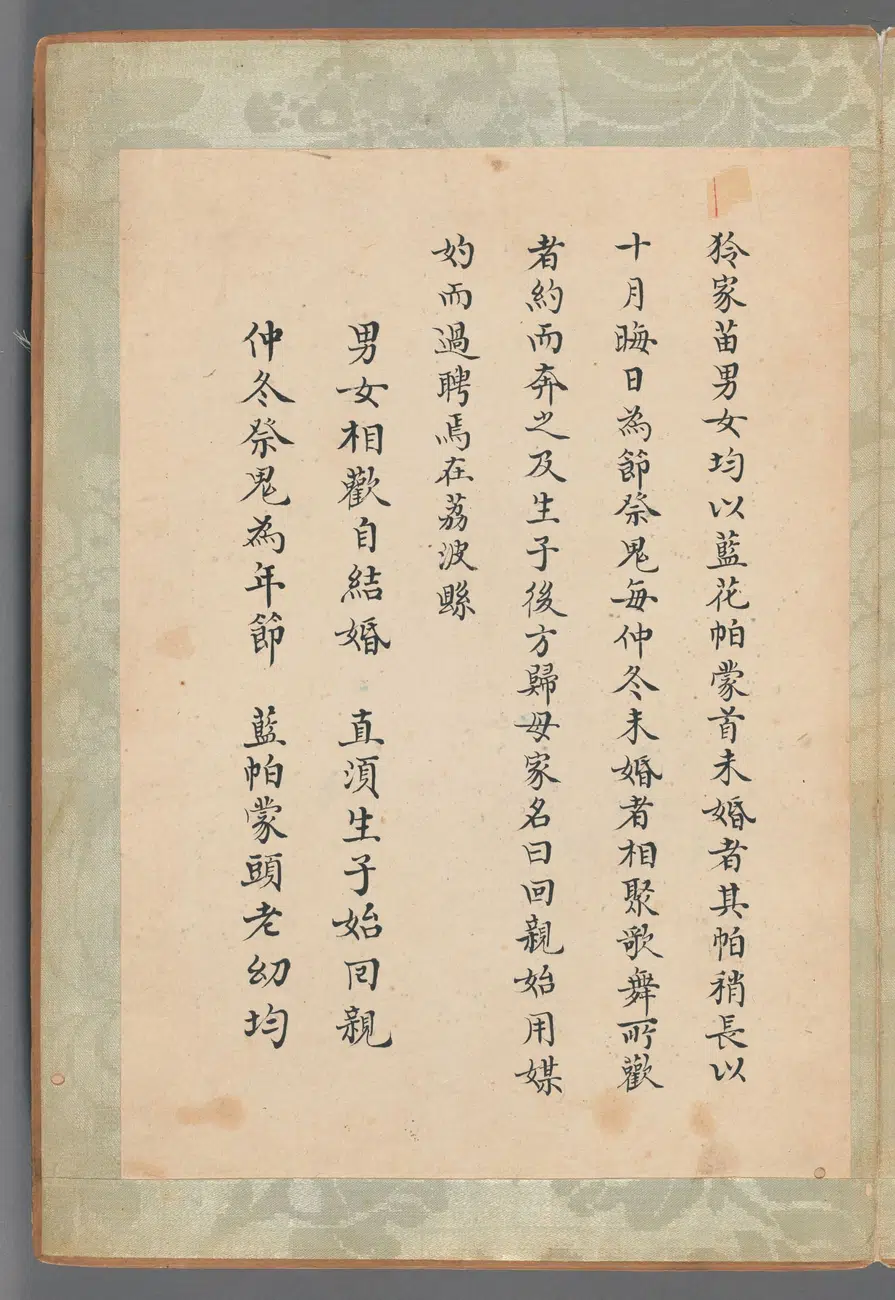 狑家苗男女均以藍花帕蒙首未婚者其帕稍長以
十月晦日為節祭鬼每仲冬未婚者相聚歌舞所歡
者約而奔之及生子後方歸母家名曰回親始用媒
妁而過聘焉在荔波縣
男女相歡自結婚 直須生子始回親
仲冬祭鬼為年節 藍帕蒙頭老幼均